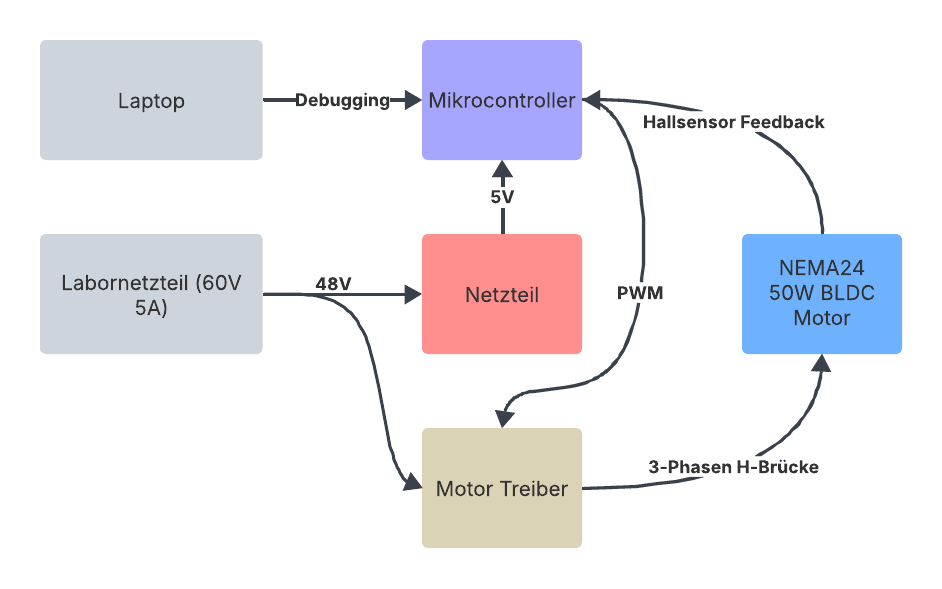 Laptop
Debugging
Mikrocontroller
Hallsensor Feedback
5V
Labornetzteil (60V
5A)
48V
Netzteil
PWM
NEMA24
50W BLDC
Motor
Motor Treiber
3-Phasen H-Brücke